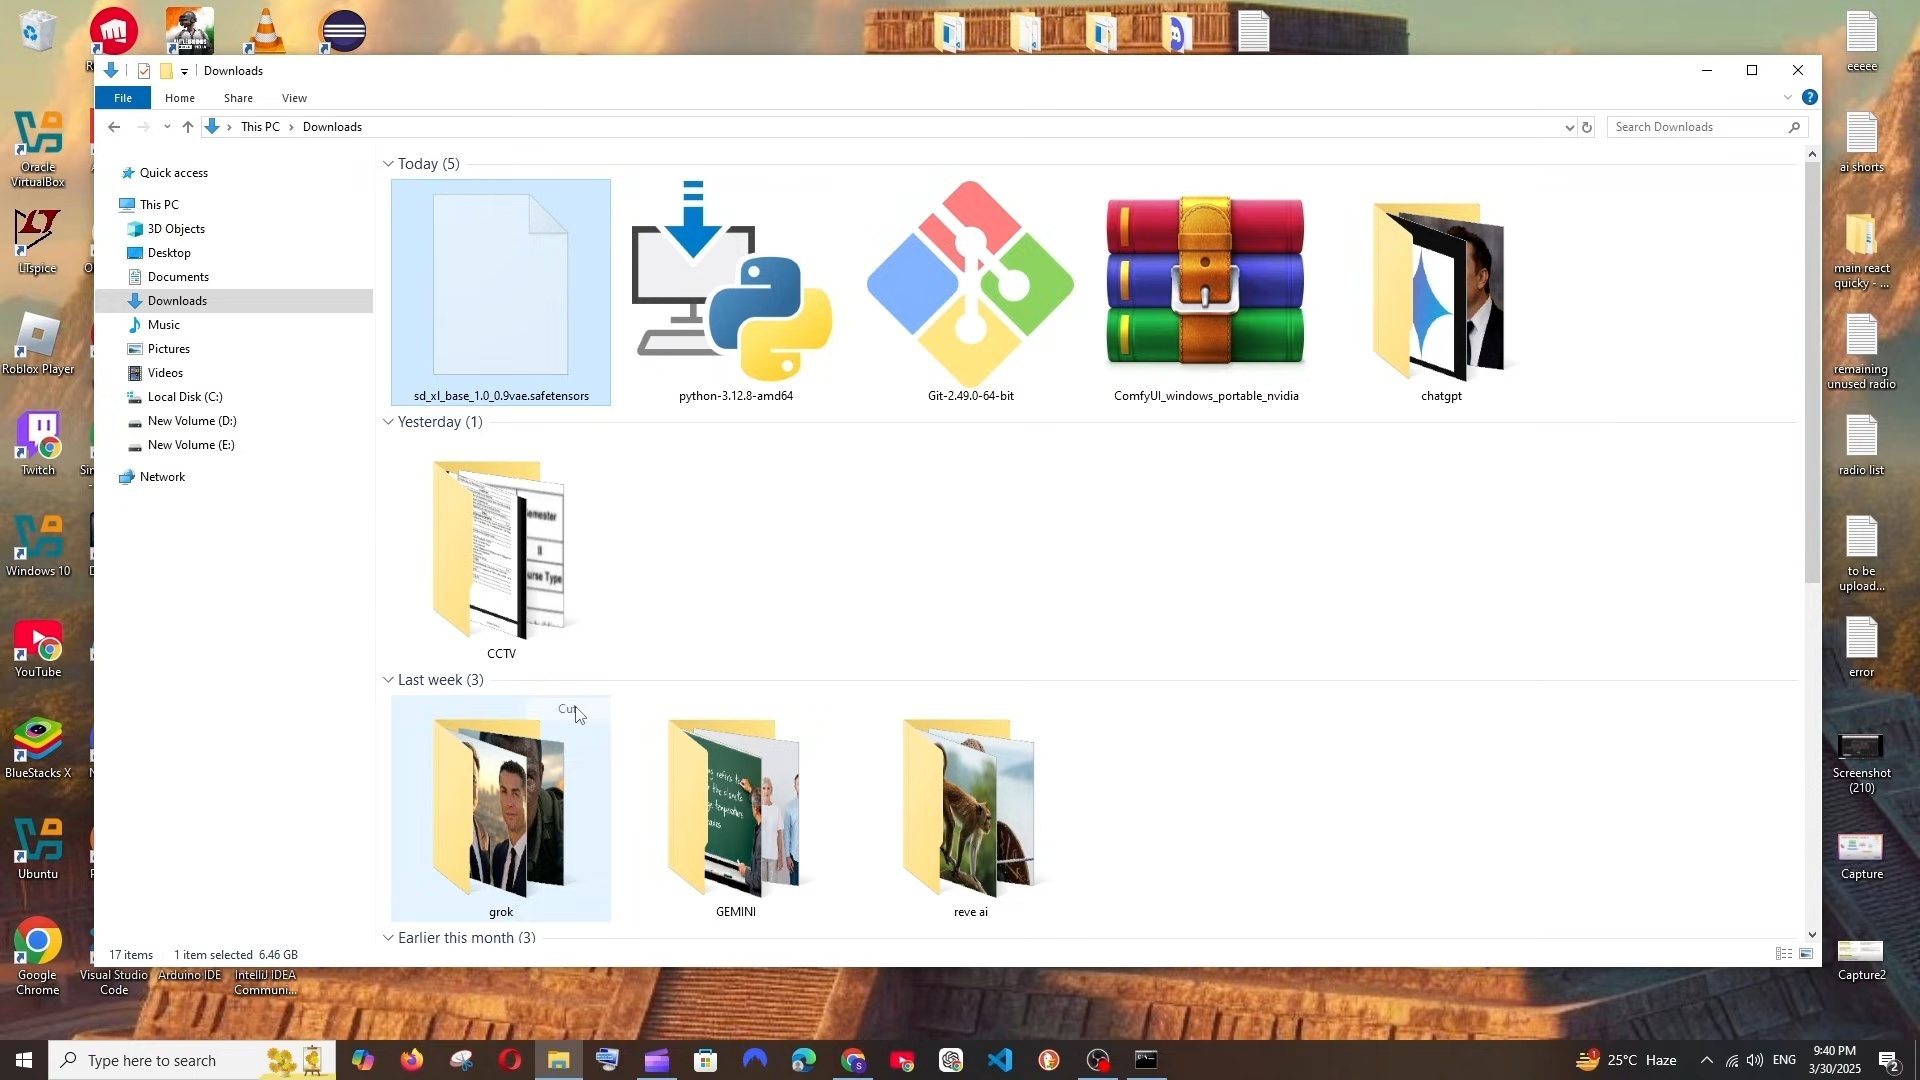 Downloads
File
Home
Share
View
This PC
Downloads
Search Downloads
Quick access
This PC
3D Objects
Desktop
Documents
Downloads
Music
Pictures
Videos
Local Disk (C:)
New Volume (D:)
New Volume (E:)
Network
Today (5)
sd_xl_base_1.0_0.9vae.safetensors
python-3.12.8-amd64
Git-2.49.0-64-bit
ComfyUI_windows_portable_nvidia
chatgpt
Yesterday (1)
emester
II
urse Type
CCTV
Last week (3)
grok
GEMINI
reve ai
Earlier this month (3)
17 items
1 item selected 6.46 GB
Oracle
VirtualBox
LTspice
Roblox Player
Twitch
Windows 10
YouTube
BlueStacks X
Ubuntu
Google
Chrome
Visual Studio
Code
Arduino IDE
IntelliJ IDEA
Communi...
eeeee
ai shorts
main react
quicky - ...
remaining
unused radio
radio list
to be
upload...
error
Screenshot
(210)
Capture
Capture2
Type here to search
25°C Haze
ENG
9:40 PM
3/30/2025
2